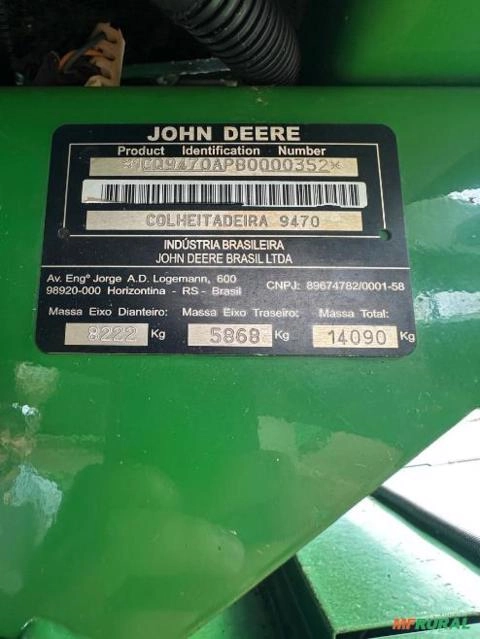 JOHN DEERE
Product Identification Number
*1CQ9470APB0000352*
COLHEITADEIRA 9470
INDÚSTRIA BRASILEIRA
JOHN DEERE BRASIL LTDA
Av. Engº Jorge A.D. Logemann, 600
98920-000 Horizontina - RS - Brasil
CNPJ: 89674782/0001-58
Massa Eixo Dianteiro: Massa Eixo Traseiro: Massa Total:
8222 Kg 5868 Kg 14090 Kg
MFRURAL